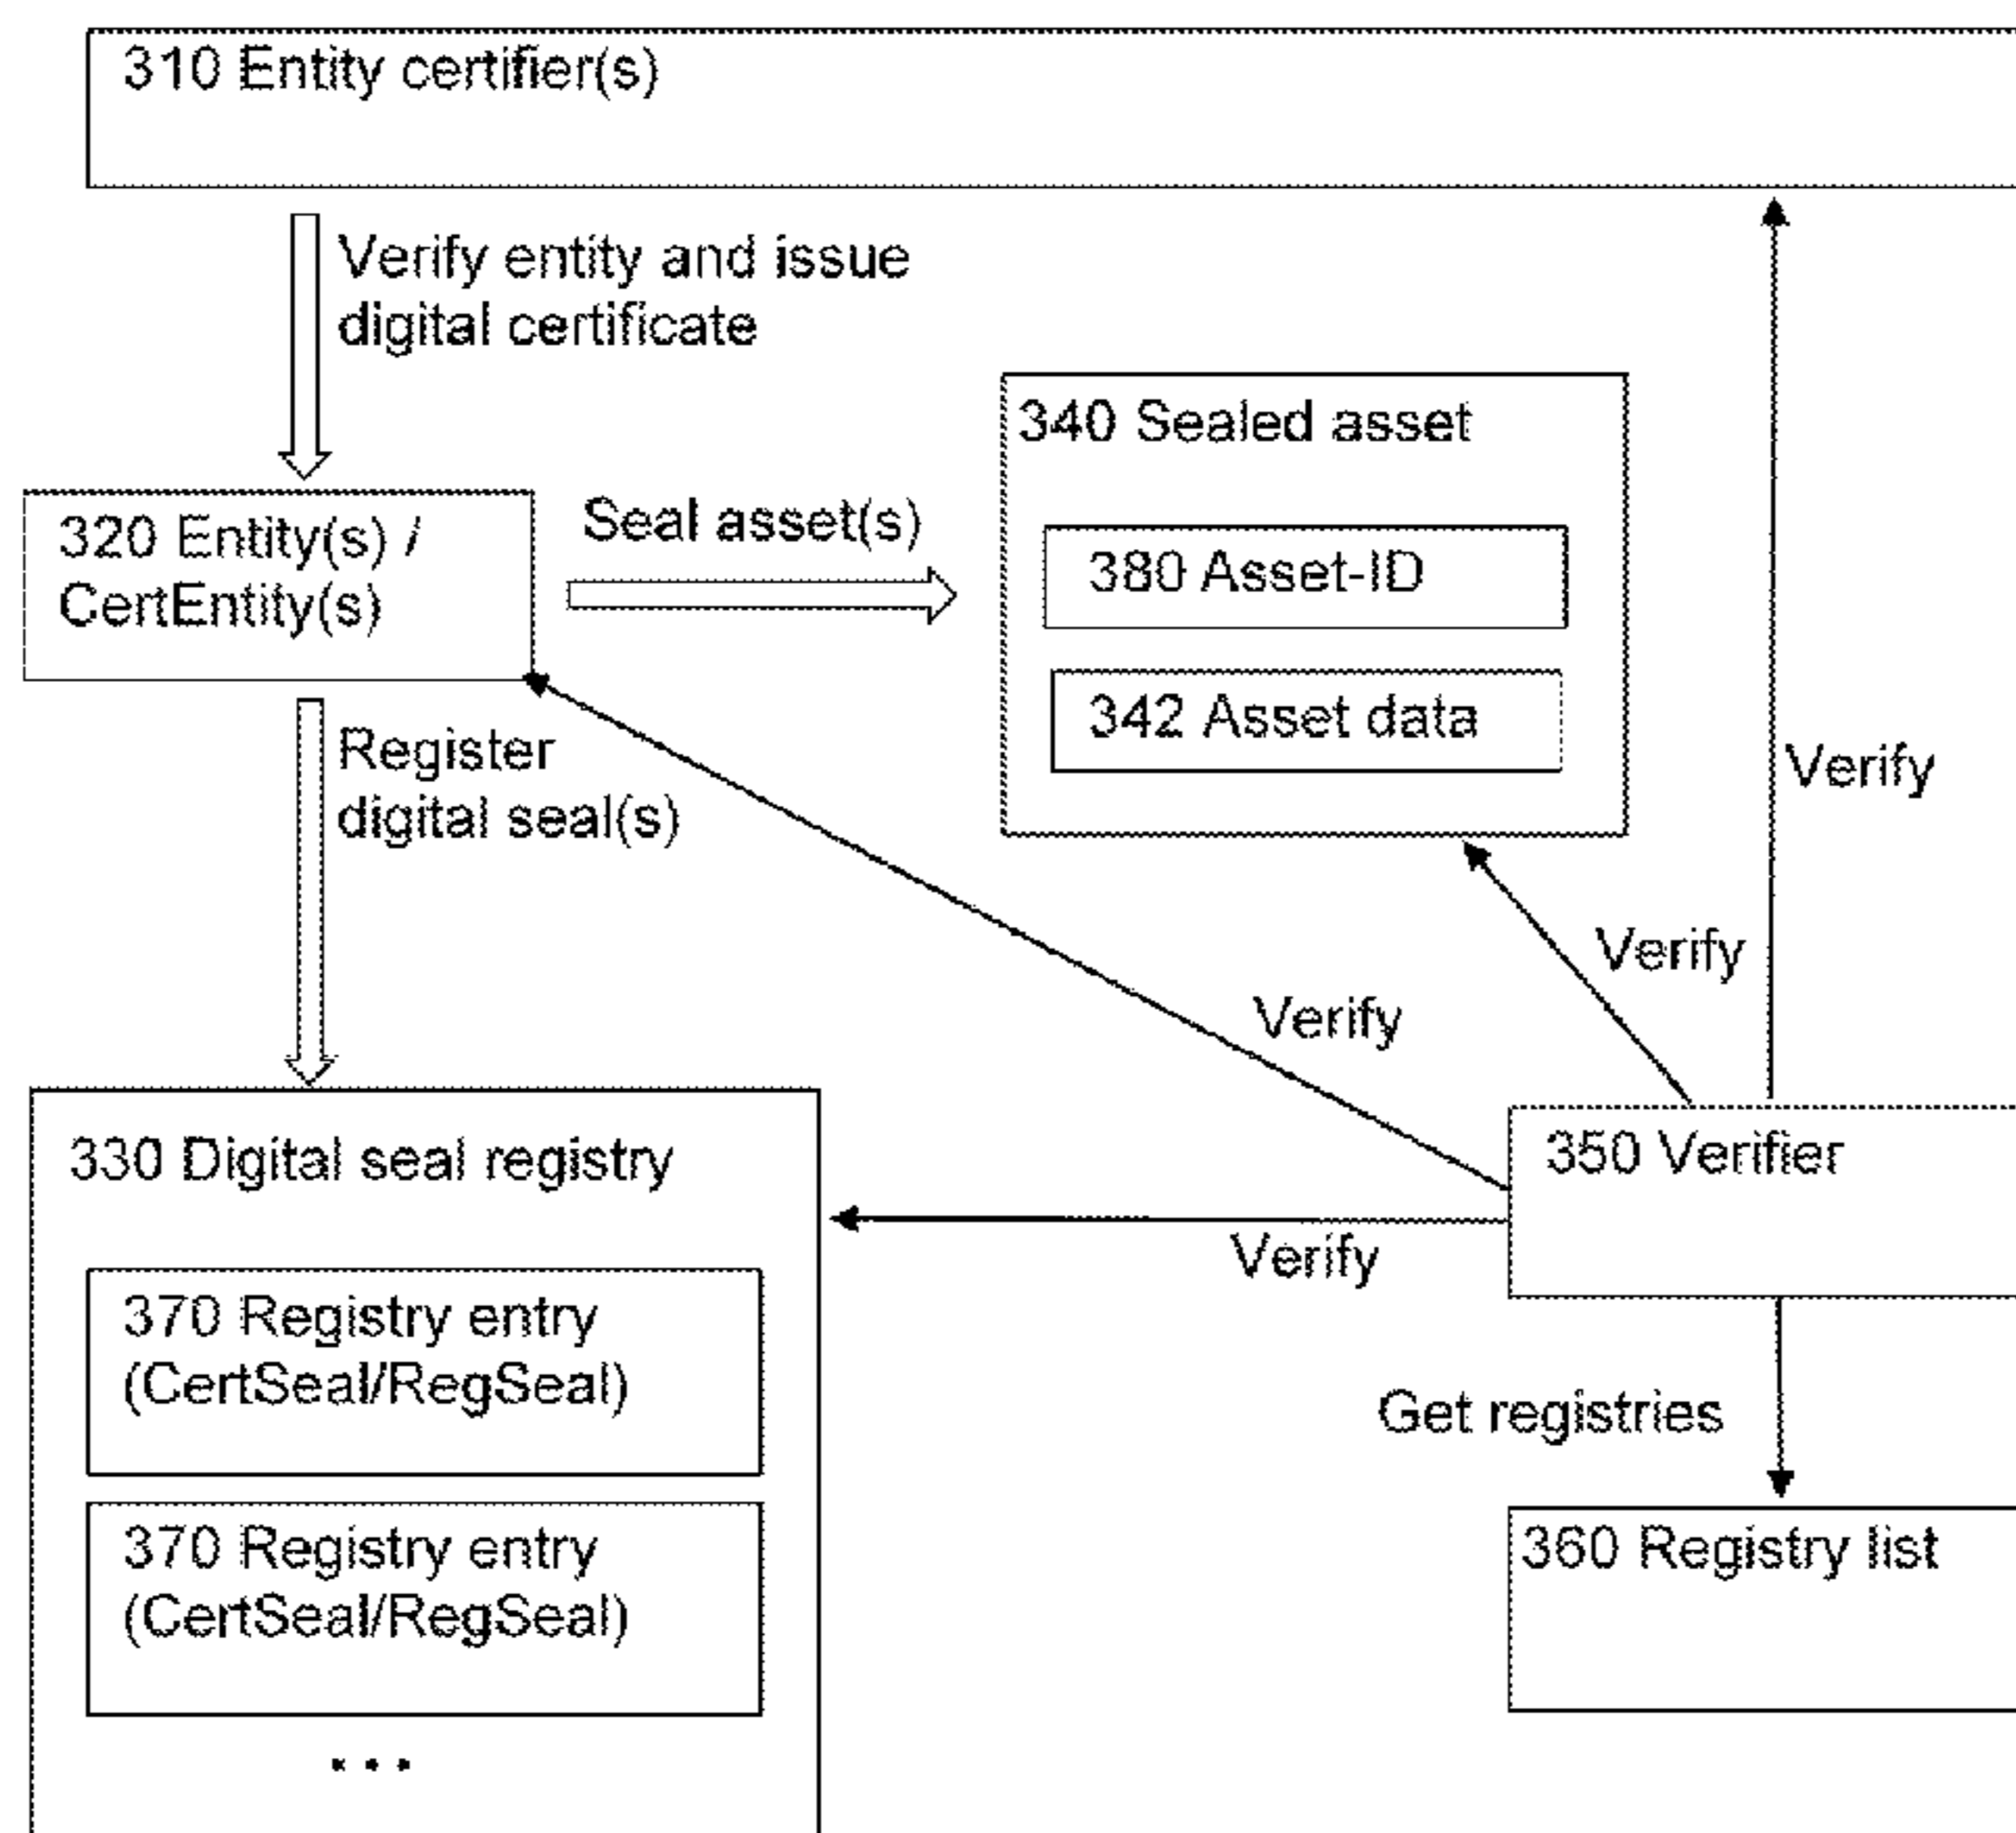 310 Entity certifier(s)
Verify entity and issue
digital certificate
340 Sealed asset
320 Entity(s) /
CertEntity(s)
Seal asset(s)
380 Asset-ID
342 Asset data
Register
digital seal(s)
Verify
Verify
Verify
330 Digital seal registry
350 Verifier
Verify
370 Registry entry
(CertSeal/RegSeal)
Get registries
370 Registry entry
(CertSeal/RegSeal)
360 Registry list
...